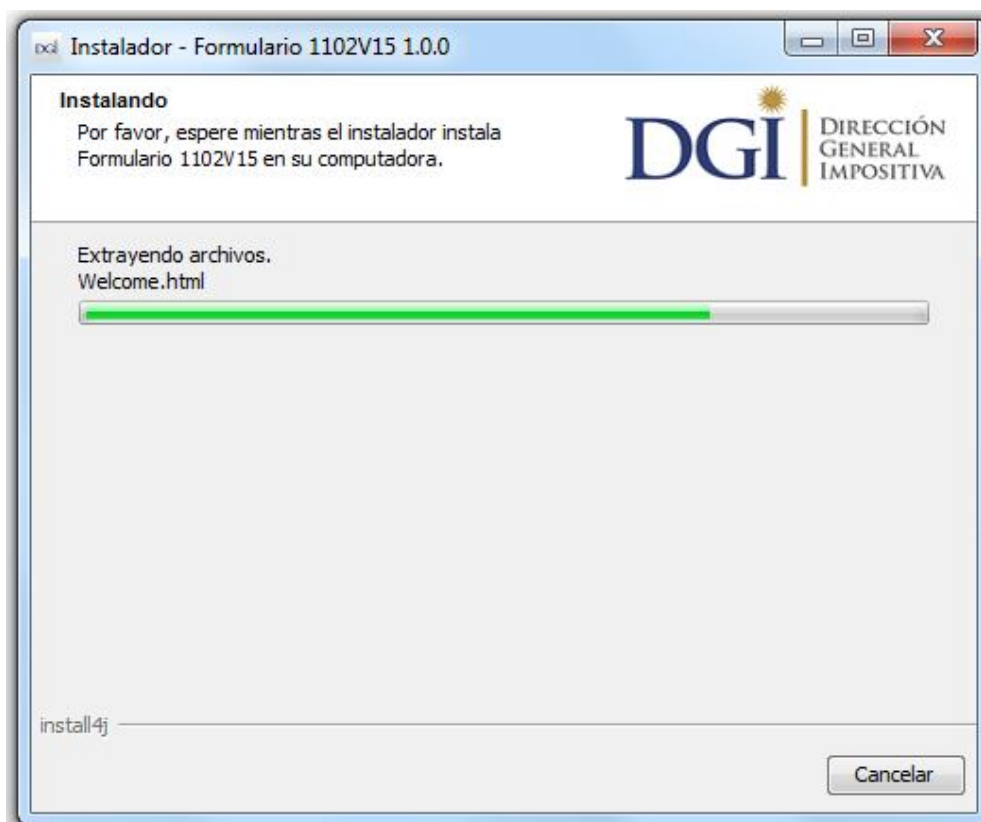 DGI Instalador - Formulario 1102V15 1.0.0
Instalando
Por favor, espere mientras el instalador instala
Formulario 1102V15 en su computadora.
DGI
DIRECCIÓN
GENERAL
IMPOSITIVA
Extrayendo archivos.
Welcome.html
install4j
Cancelar